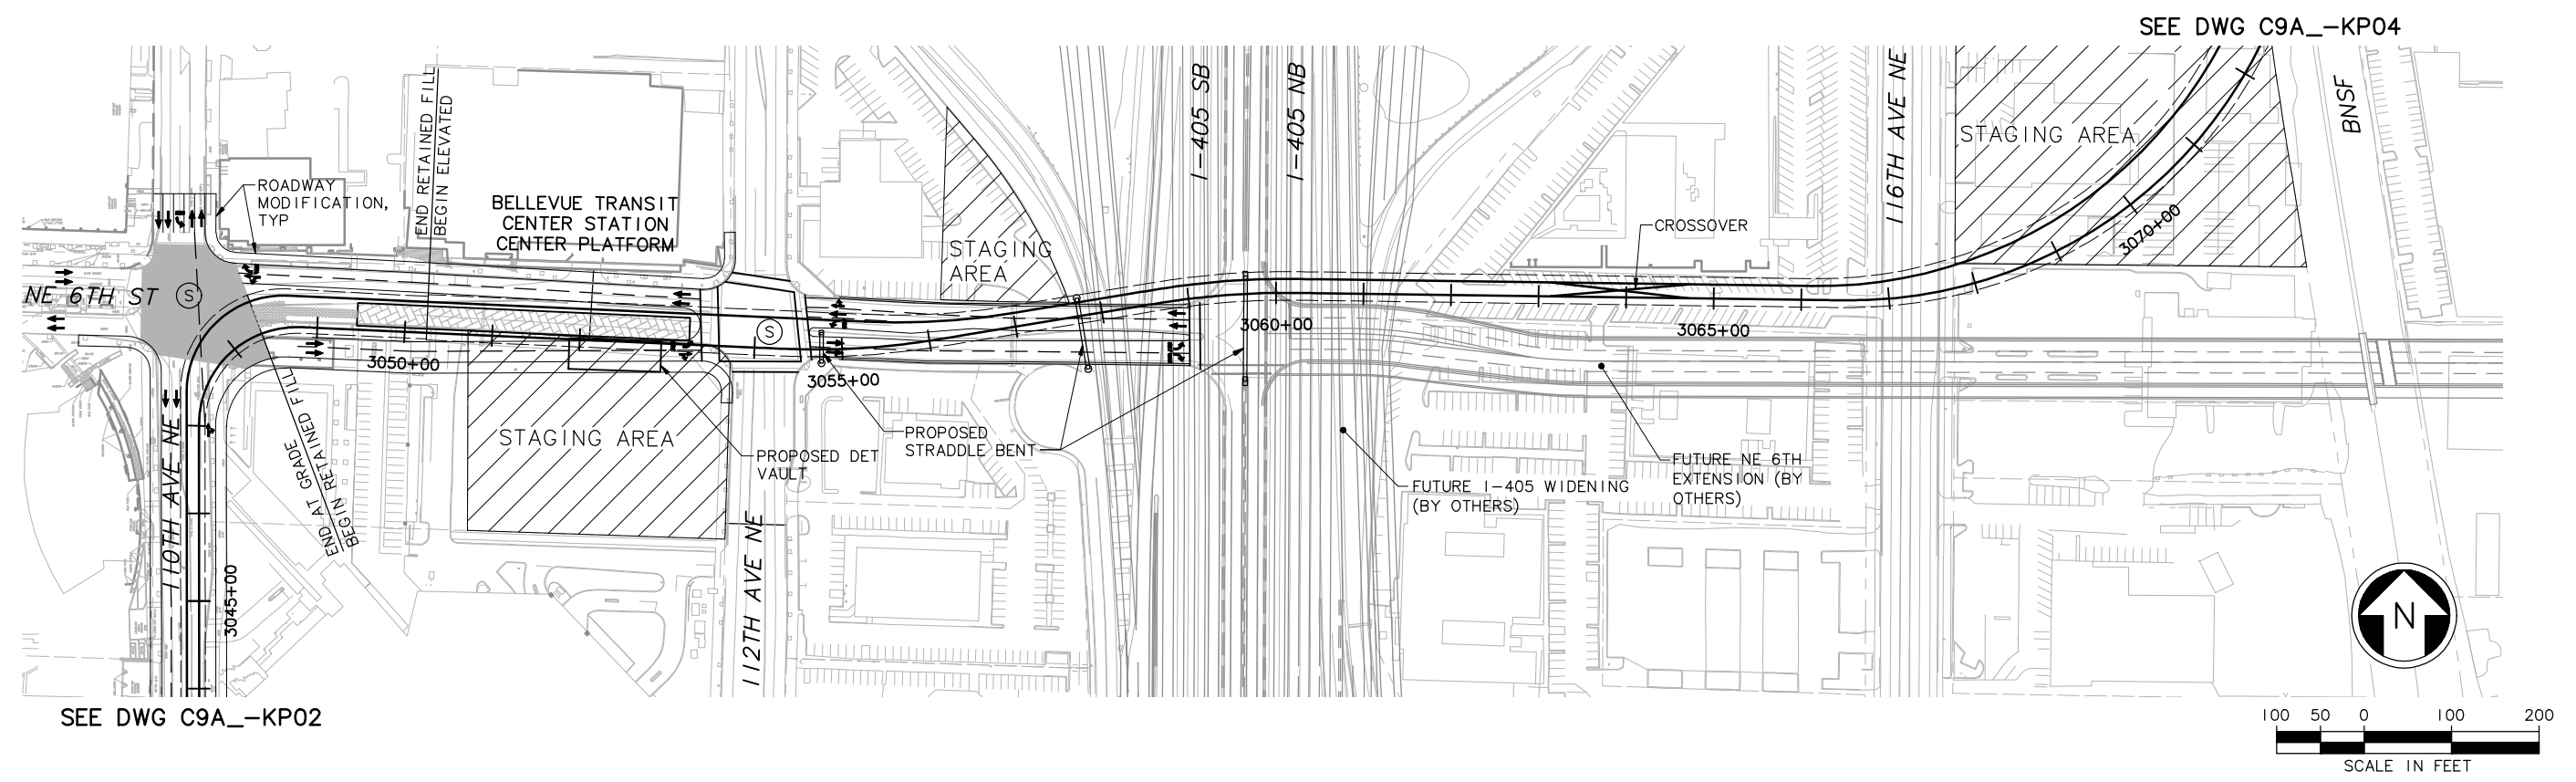 SEE DWG C9A_-KP04
I-405 SB
I-405 NB
116TH AVE NE
BNSF
END RETAINED FILL
BEGIN ELEVATED
STAGING AREA
ROADWAY
MODIFICATION,
TYP
BELLEVUE TRANSIT
CENTER STATION
CENTER PLATFORM
STAGING
AREA
CROSSOVER
3070+00
NE 6TH ST
S
S
3060+00
3065+00
3050+00
3055+00
STAGING AREA
PROPOSED
STRADDLE BENT
PROPOSED DET
VAULT
FUTURE NE 6TH
EXTENSION (BY
OTHERS)
FUTURE I-405 WIDENING
(BY OTHERS)
END AT GRADE
BEGIN RETAINED FILL
110TH AVE NE
3045+00
112TH AVE NE
N
SEE DWG C9A_-KP02
100 50 0 100 200
SCALE IN FEET